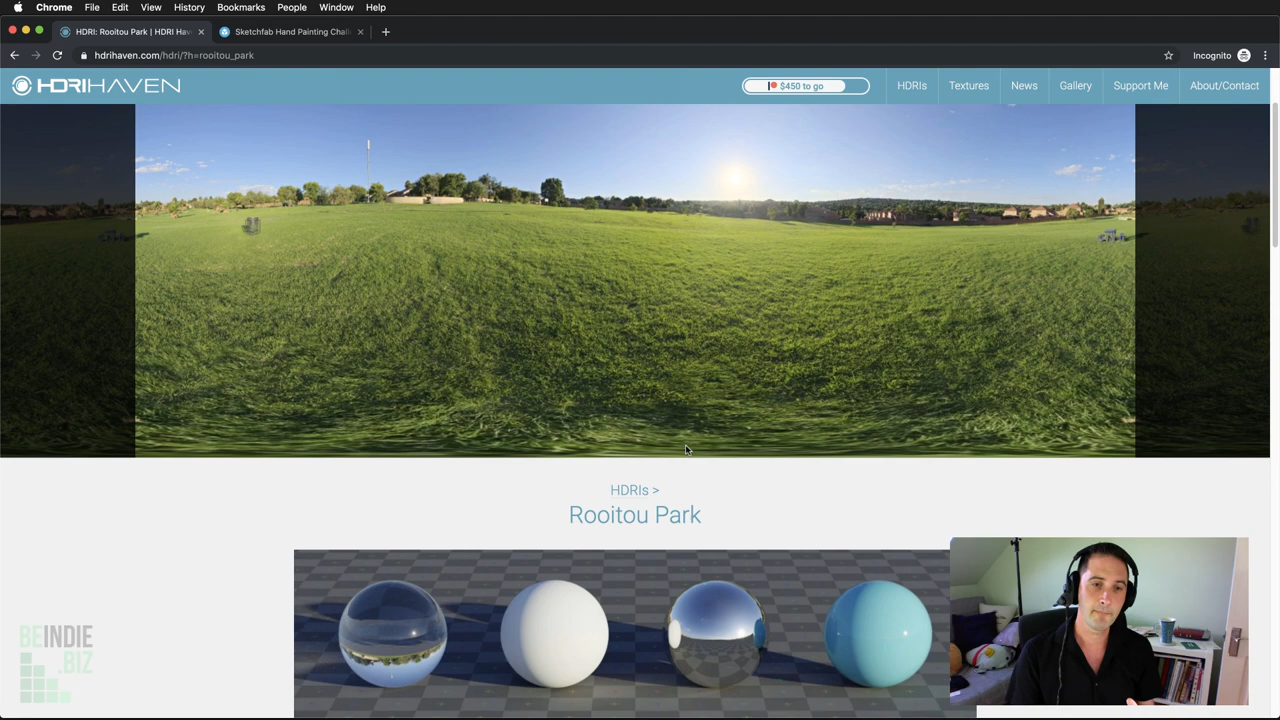 Chrome File Edit View History Bookmarks People Window Help
HDRI: Rooitou Park | HDRI Hav
Sketchfab Hand Painting Chall
hdrihaven.com/hdri/?h=rooitou_park
Incognito
HDRIHAVEN
$450 to go
HDRIs
Textures
News
Gallery
Support Me
About/Contact
HDRIs >
Rooitou Park
BEINDIE
.BIZ